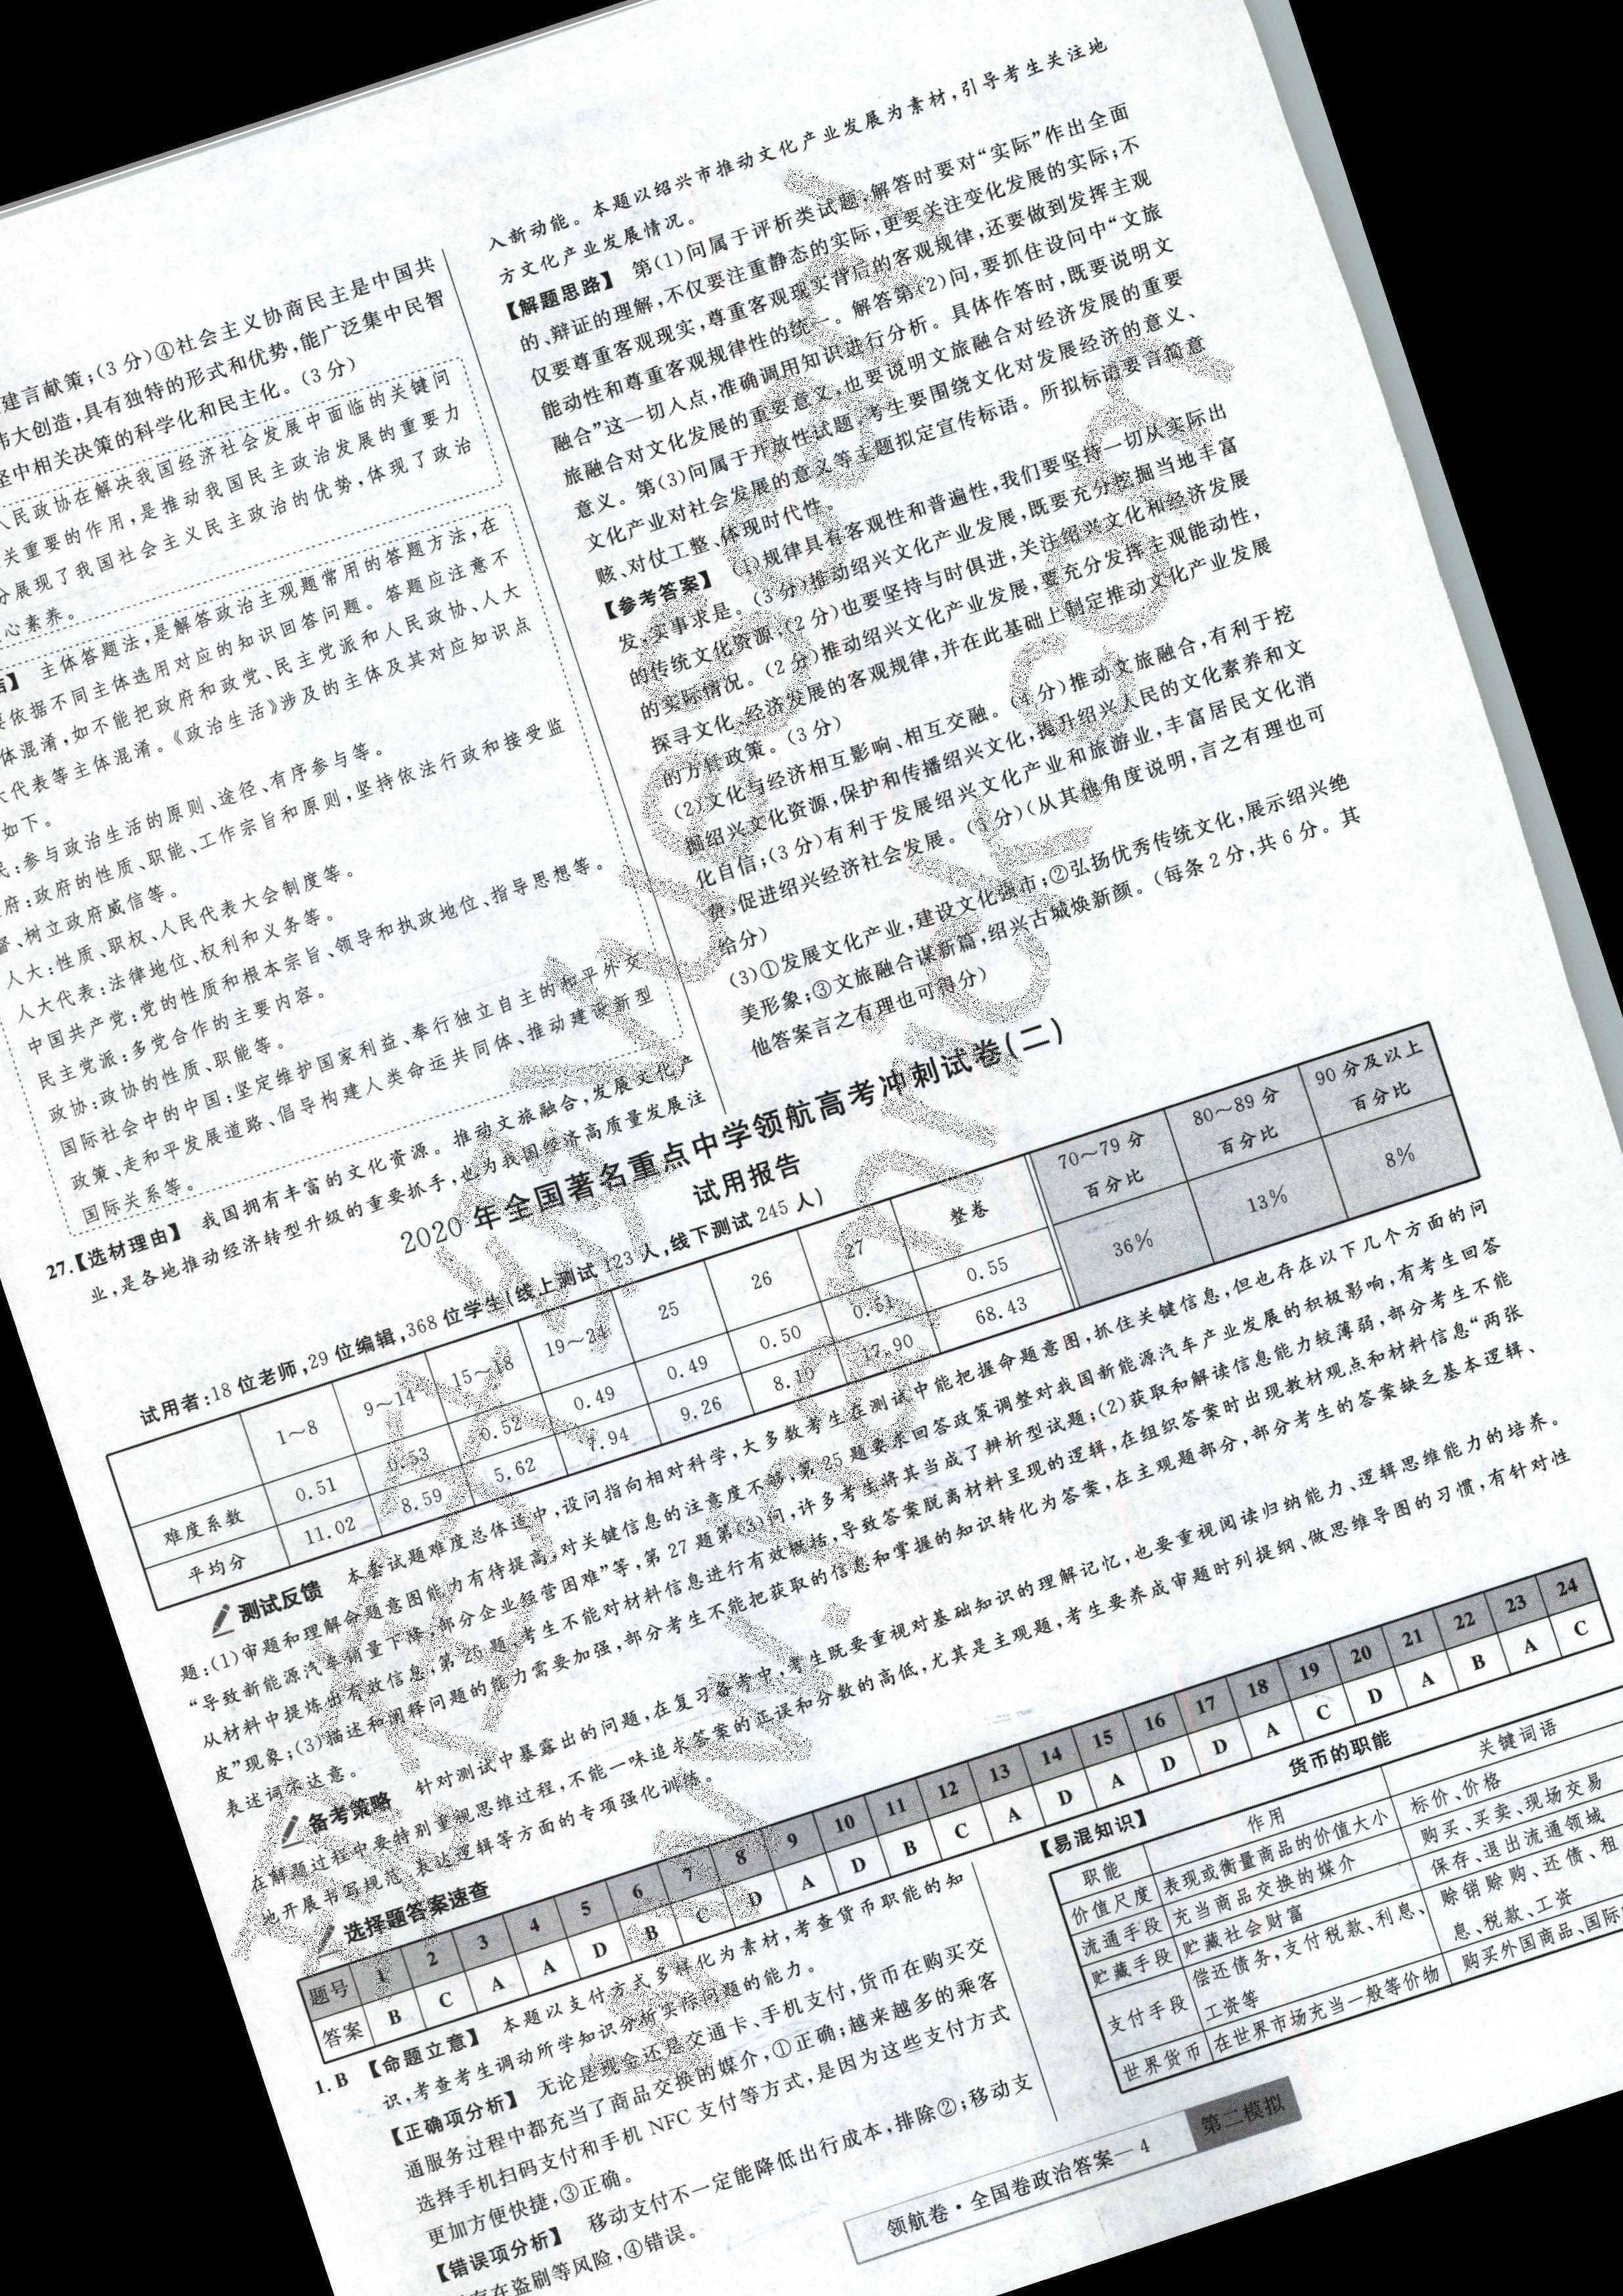 建言献策；(3 分)④社会主义协商民主是中国共
伟大创造，具有独特的形式和优势，能广泛集中民智
坚中相关决策的科学化和民主化。(3 分)
人民政协在解决我国经济社会发展中面临的关键问
关重要的作用，是推动我国民主政治发展的重要力
分展现了我国社会主义民主政治的优势，体现了政治
心素养。
】 主体答题法，是解答政治主观题常用的答题方法，在
要依据不同主体选用对应的知识回答问题。答题应注意不
体混淆，如不能把政府和政党、民主党派和人民政协、人大
大代表等主体混淆。《政治生活》涉及的主体及其对应知识点
如下。
民：参与政治生活的原则、途径、有序参与等。
府：政府的性质、职能、工作宗旨和原则，坚持依法行政和接受监
督、树立政府威信等。
人大：性质、职权、人民代表大会制度等。
人大代表：法律地位、权利和义务等。
中国共产党：党的性质和根本宗旨、领导和执政地位、指导思想等。
民主党派：多党合作的主要内容。
政协：政协的性质、职能等。
国际社会中的中国：坚定维护国家利益、奉行独立自主的和平外交
政策、走和平发展道路、倡导构建人类命运共同体、推动建设新型
国际关系等。
27.【选材理由】 我国拥有丰富的文化资源。推动文旅融合，发展文化产
业，是各地推动经济转型升级的重要抓手，也为我国经济高质量发展注
入新动能。本题以绍兴市推动文化产业发展为素材，引导考生关注地
方文化产业发展情况。
【解题思路】 第(1)问属于评析类试题，解答时要对“实际”作出全面
的、辩证的理解，不仅要注重静态的实际，更要关注变化发展的实际；不
仅要尊重客观现实，尊重客观现实背后的客观规律，还要做到发挥主观
能动性和尊重客观规律性的统一。解答第(2)问，要抓住设问中“文旅
融合”这一切入点，准确调用知识进行分析。具体作答时，既要说明文
旅融合对文化发展的重要意义，也要说明文旅融合对经济发展的重要
意义。第(3)问属于开放性试题，考生要围绕文化对发展经济的意义、
文化产业对社会发展的意义等主题拟定宣传标语。所拟标语要言简意
赅、对仗工整、体现时代性。
【参考答案】 (1)规律具有客观性和普遍性，我们要坚持一切从实际出
发，实事求是。(3 分)推动绍兴文化产业发展，既要充分挖掘当地丰富
的传统文化资源，(2 分)也要坚持与时俱进，关注绍兴文化和经济发展
的实际情况。(2 分)推动绍兴文化产业发展，要充分发挥主观能动性，
探寻文化、经济发展的客观规律，并在此基础上制定推动文化产业发展
的方针政策。(3 分)
(2)文化与经济相互影响、相互交融。(4 分)推动文旅融合，有利于挖
掘绍兴文化资源，保护和传播绍兴文化，提升绍兴人民的文化素养和文
化自信；(3 分)有利于发展绍兴文化产业和旅游业，丰富居民文化消
费，促进绍兴经济社会发展。(3 分)(从其他角度说明，言之有理也可
给分)
(3)①发展文化产业，建设文化强市；②弘扬优秀传统文化，展示绍兴绝
美形象；③文旅融合谋新篇，绍兴古城焕新颜。(每条 2 分，共 6 分。其
他答案言之有理也可得分)
2020 年全国著名重点中学领航高考冲刺试卷(二)
试用报告
试用者：18 位老师，29 位编辑，368 位学生(线上测试 123 人，线下测试 245 人)
1～8 9～14 15～18 19～24 25 26 27 整卷 70～79 分百分比 80～89 分百分比 90 分及以上百分比
难度系数 0.51 0.53 0.52 0.49 0.49 0.50 0.51 0.55 36% 13% 8%
平均分 11.02 8.59 5.62 7.94 9.26 8.10 17.90 68.43
测试反馈 本套试题难度总体适中，设问指向相对科学，大多数考生在测试中能把握命题意图，抓住关键信息，但也存在以下几个方面的问
题：(1)审题和理解命题意图能力有待提高，对关键信息的注意度不够，第 25 题要求回答政策调整对我国新能源汽车产业发展的积极影响，有考生回答
“导致新能源汽车销量下降，部分企业经营困难”等，第 27 题第(3)问，许多考生将其当成了辨析型试题；(2)获取和解读信息能力较薄弱，部分考生不能
从材料中提炼出有效信息，第 26 题，考生不能对材料信息进行有效概括，导致答案脱离材料呈现的逻辑，在组织答案时出现教材观点和材料信息“两张
皮”现象；(3)描述和阐释问题的能力需要加强，部分考生不能把获取的信息和掌握的知识转化为答案，在主观题部分，部分考生的答案缺乏基本逻辑、
表述词不达意。
备考策略 针对测试中暴露出的问题，在复习备考中，考生既要重视对基础知识的理解记忆，也要重视阅读归纳能力、逻辑思维能力的培养。
在解题过程中要特别重视思维过程，不能一味追求答案的正误和分数的高低，尤其是主观题，考生要养成审题时列提纲、做思维导图的习惯，有针对性
地开展书写规范、表达逻辑等方面的专项强化训练。
选择题答案速查
题号 1 2 3 4 5 6 7 8 9 10 11 12 13 14 15 16 17 18 19 20 21 22 23 24
答案 B C A A D B C D A D B C A D A D D A C D A B A C
1. B 【命题立意】 本题以支付方式多样化为素材，考查货币职能的知
识，考查考生调动所学知识分析实际问题的能力。
【正确项分析】 无论是现金还是交通卡、手机支付，货币在购买交
通服务过程中都充当了商品交换的媒介，①正确；越来越多的乘客
选择手机扫码支付和手机 NFC 支付等方式，是因为这些支付方式
更加方便快捷，③正确。
【错误项分析】 移动支付不一定能降低出行成本，排除②；移动支
存在盗刷等风险，④错误。
【易混知识】 货币的职能
职能 作用 关键词语
价值尺度 表现或衡量商品的价值大小 标价、价格
流通手段 充当商品交换的媒介 购买、买卖、现场交易
贮藏手段 贮藏社会财富 保存、退出流通领域
支付手段 偿还债务，支付税款、利息、工资等 赊销赊购、还债、租息、税款、工资
世界货币 在世界市场充当一般等价物 购买外国商品、国际
领航卷·全国卷政治答案—4 第二模拟